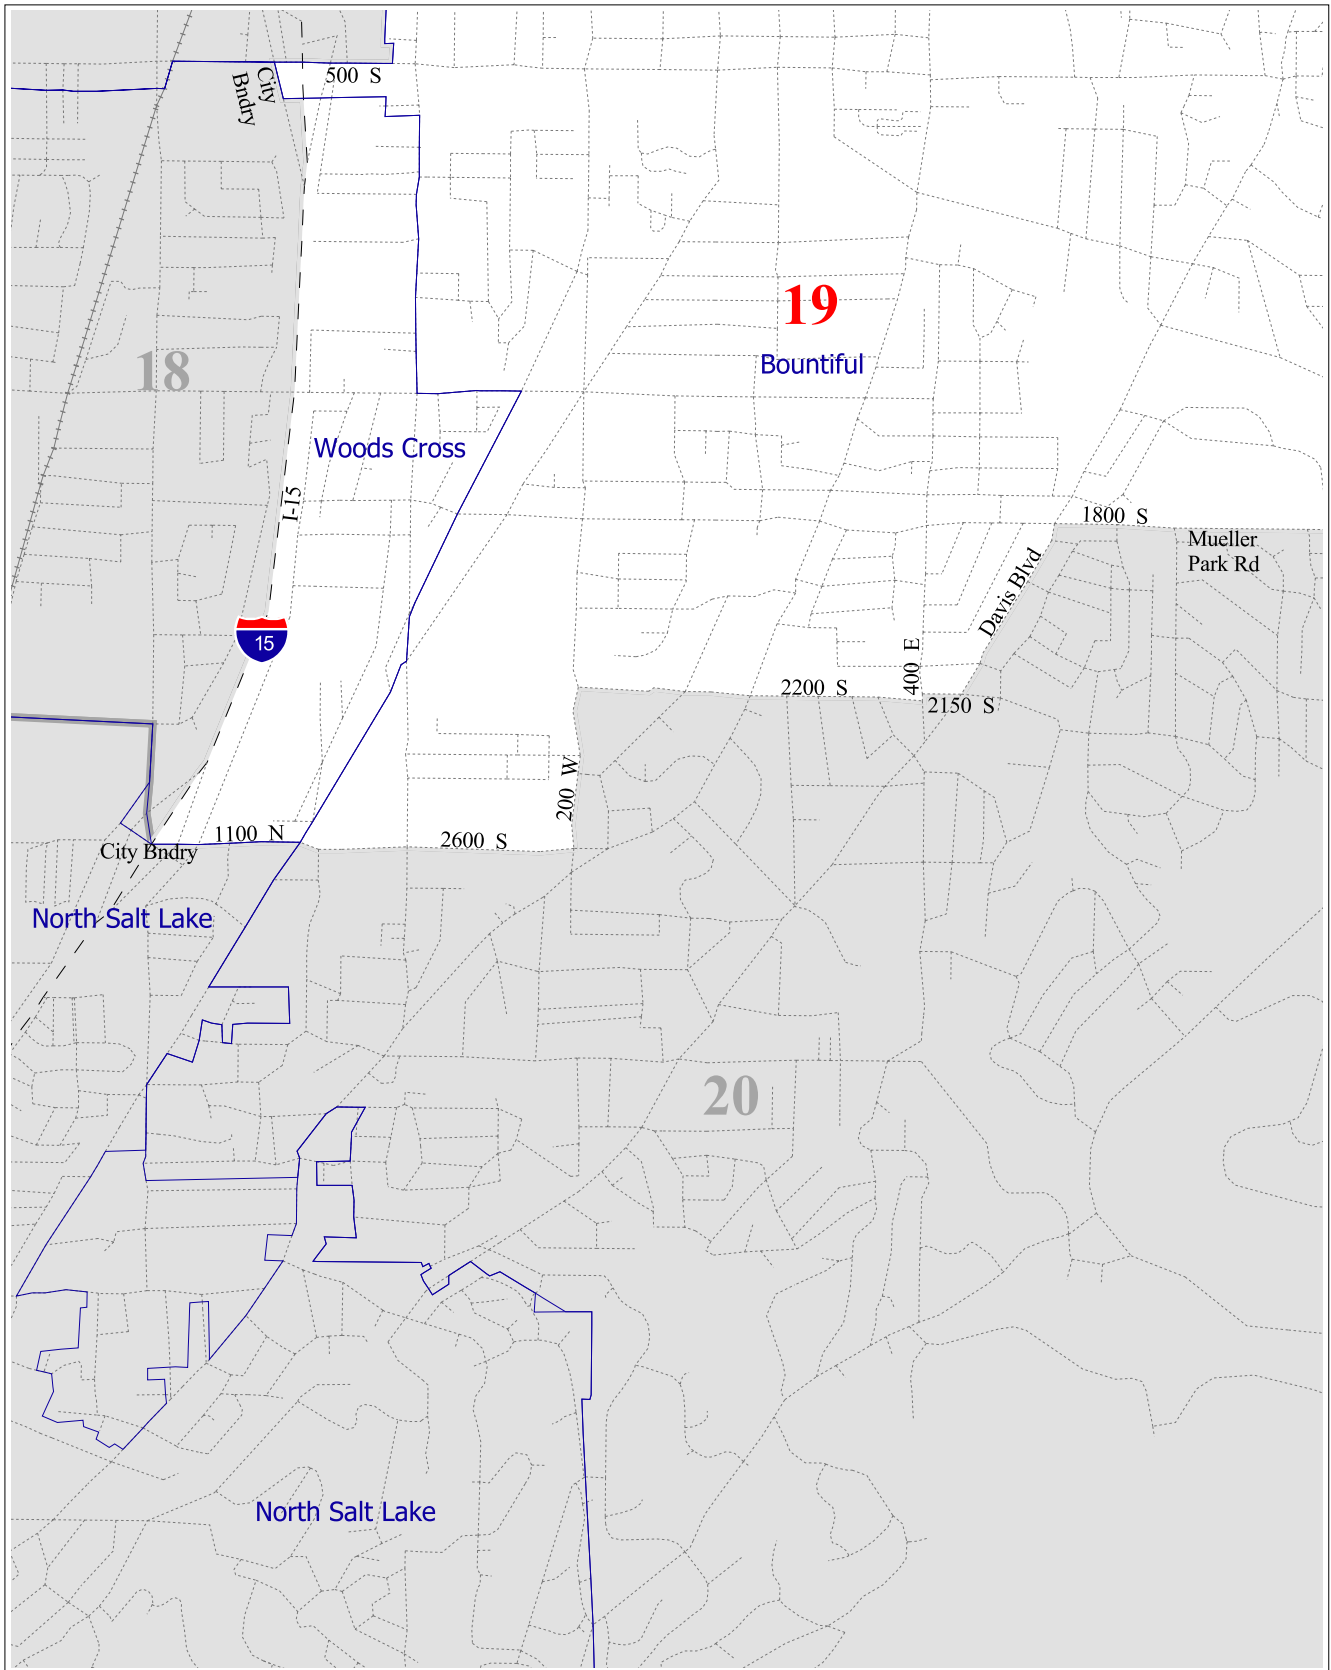 500 S
City
Bndry
19
Bountiful
18
Woods Cross
I-15
1800 S
Mueller
Park Rd
Davis Blvd
15
400 E
2200 S
2150 S
200 W
1100 N
2600 S
City Bndry
North Salt Lake
20
North Salt Lake